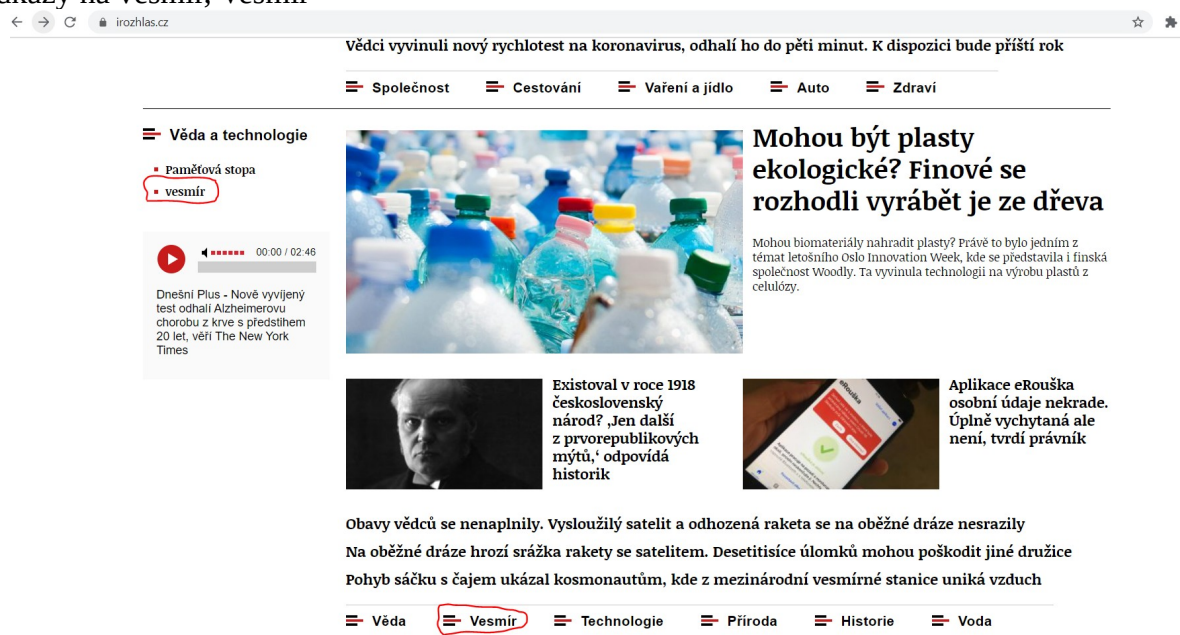 na vesmír, vesmír
irozhlas.cz
Vědci vyvinuli nový rychlotest na koronavirus, odhalí ho do pěti minut. K dispozici bude příští rok
Společnost Cestování Vaření a jídlo Auto Zdraví
Věda a technologie
Paměťová stopa
vesmír
00:00 / 02:46
Dnešní Plus - Nově vyvíjený
test odhalí Alzheimerovu
chorobu z krve s předstihem
20 let, věří The New York
Times
Mohou být plasty
ekologické? Finové se
rozhodli vyrábět je ze dřeva
Mohou biomateriály nahradit plasty? Právě to bylo jedním z
témat letošního Oslo Innovation Week, kde se představila i finská
společnost Woodly. Ta vyvinula technologii na výrobu plastů z
celulózy.
Existoval v roce 1918
československý
národ? ‚Jen další
z prvorepublikových
mýtů,‘ odpovídá
historik
eRouška
Aplikace eRouška
osobní údaje nekrade.
Úplně vychytaná ale
není, tvrdí právník
Obavy vědců se nenaplnily. Vysloužilý satelit a odhozená raketa se na oběžné dráze nesrazily
Na oběžné dráze hrozí srážka rakety se satelitem. Desetitisíce úlomků mohou poškodit jiné družice
Pohyb sáčku s čajem ukázal kosmonautům, kde z mezinárodní vesmírné stanice uniká vzduch
Věda Vesmír Technologie Příroda Historie Voda